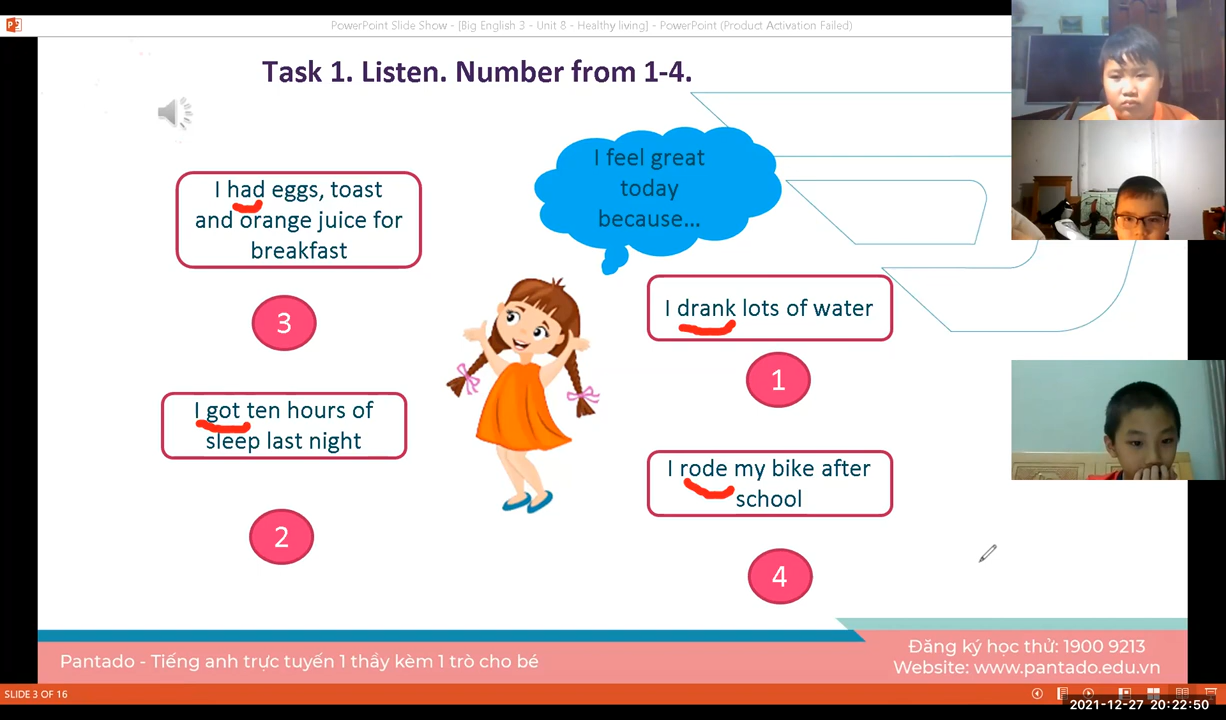 PowerPoint Slide Show - [Big English 3 - Unit 8 - Healthy living] - PowerPoint (Product Activation Failed)
Task 1. Listen. Number from 1-4.
I feel great
today
because...
I had eggs, toast
and orange juice for
breakfast
3
I drank lots of water
1
I got ten hours of
sleep last night
2
I rode my bike after
school
4
Pantado - Tiếng anh trực tuyến 1 thầy kèm 1 trò cho bé
Đăng ký học thử: 1900 9213
Website: www.pantado.edu.vn
SLIDE 3 OF 16
2021-12-27 20:22:50